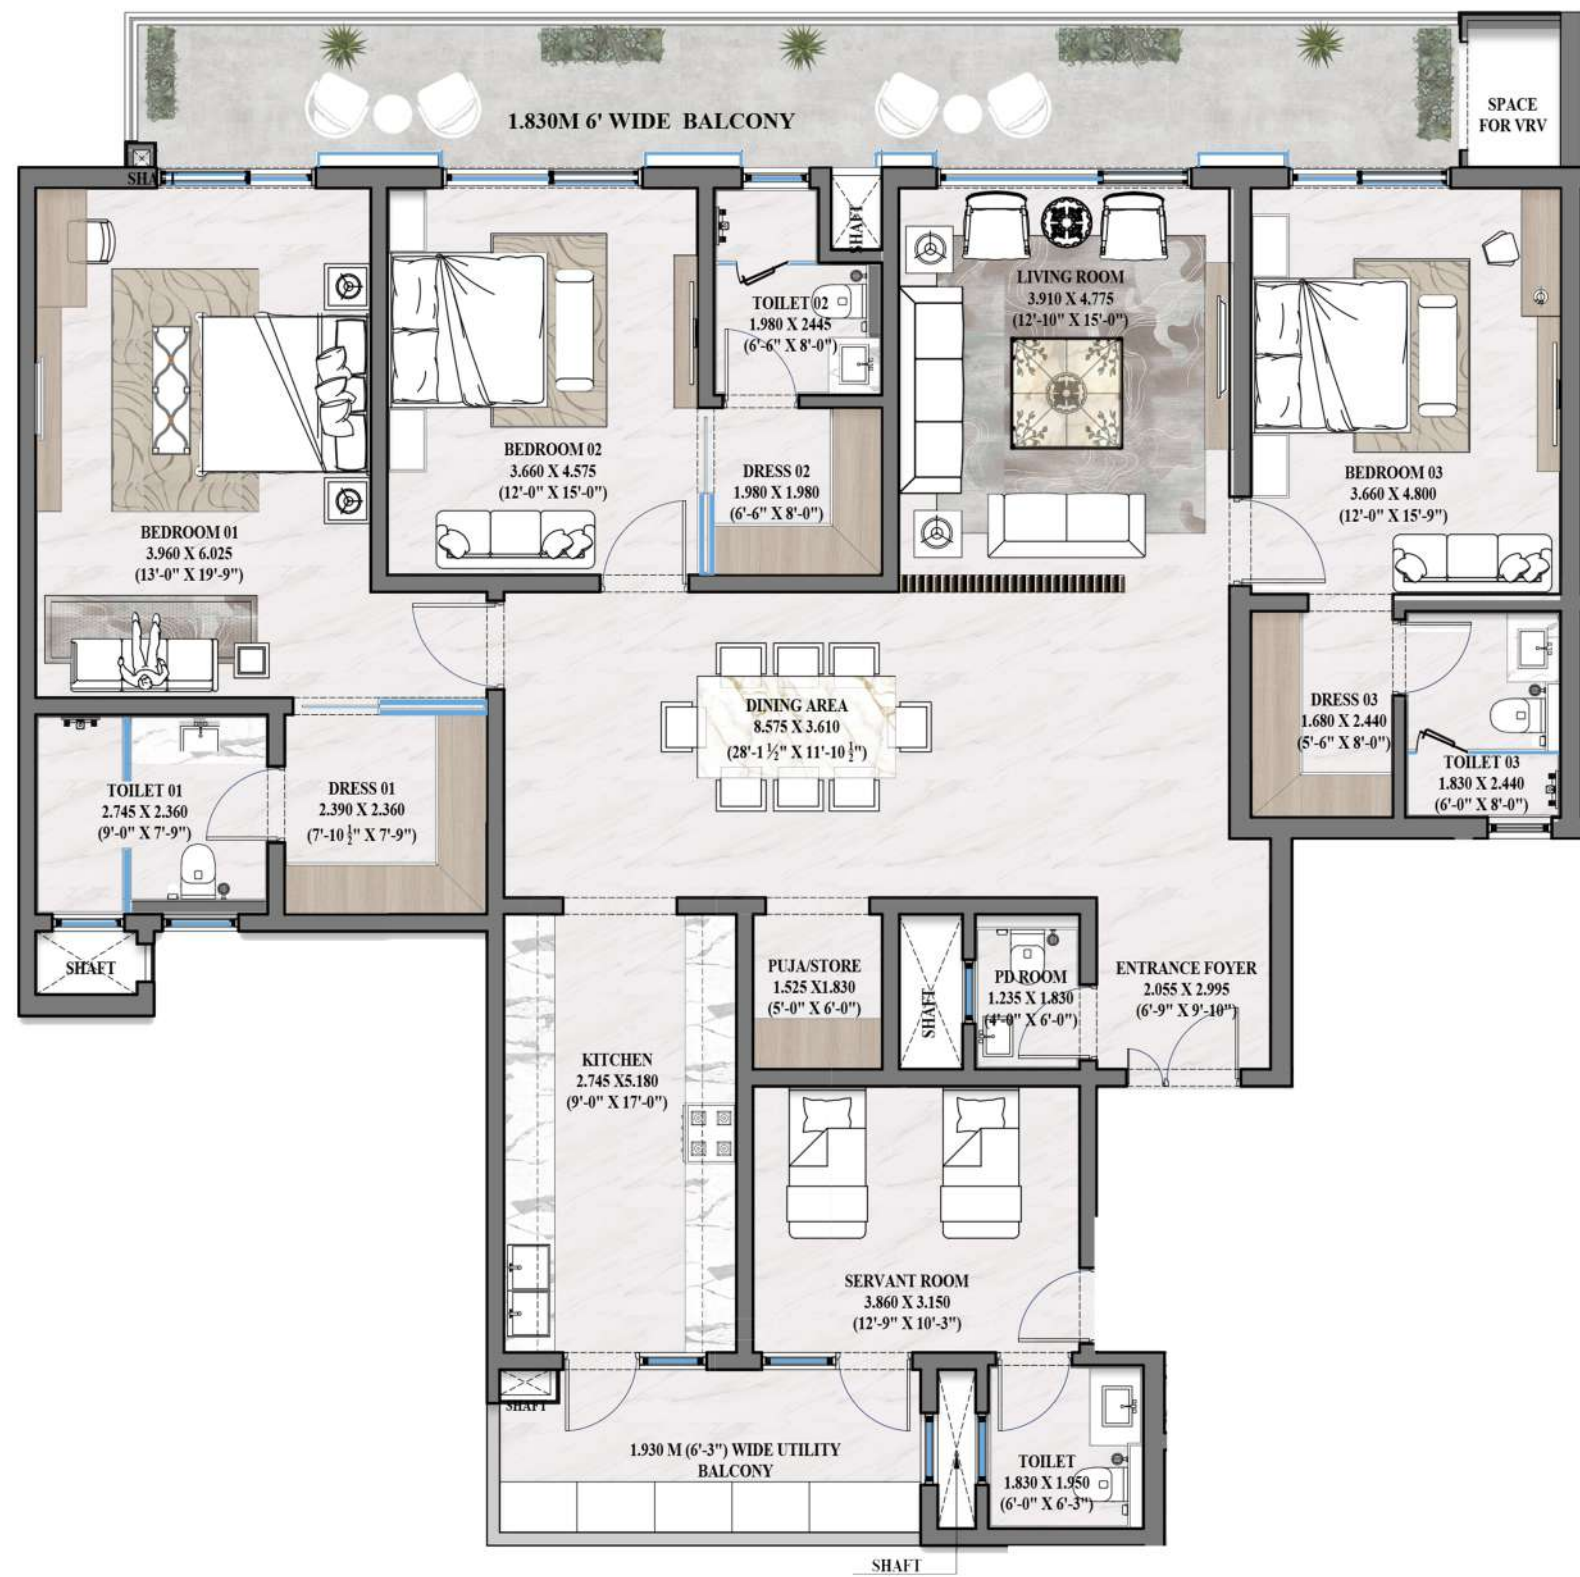 1.830M 6' WIDE BALCONY
SPACE
FOR VRV
SHA
SHAFT
LIVING ROOM
3.910 X 4.775
(12'-10" X 15'-0")
TOILET 02
1.980 X 2445
(6'-6" X 8'-0")
BEDROOM 02
3.660 X 4.575
(12'-0" X 15'-0")
DRESS 02
1.980 X 1.980
(6'-6" X 8'-0")
BEDROOM 03
3.660 X 4.800
(12'-0" X 15'-9")
BEDROOM 01
3.960 X 6.025
(13'-0" X 19'-9")
DINING AREA
8.575 X 3.610
(28'-1 ½" X 11'-10 ½")
DRESS 03
1.680 X 2.440
(5'-6" X 8'-0")
TOILET 03
1.830 X 2.440
(6'-0" X 8'-0")
TOILET 01
2.745 X 2.360
(9'-0" X 7'-9")
DRESS 01
2.390 X 2.360
(7'-10 ½" X 7'-9")
SHAFT
PUJA/STORE
1.525 X1.830
(5'-0" X 6'-0")
SHAFT
PD ROOM
1.235 X 1.830
(4'-0" X 6'-0")
ENTRANCE FOYER
2.055 X 2.995
(6'-9" X 9'-10")
KITCHEN
2.745 X5.180
(9'-0" X 17'-0")
SERVANT ROOM
3.860 X 3.150
(12'-9" X 10'-3")
SHAFT
1.930 M (6'-3") WIDE UTILITY
BALCONY
TOILET
1.830 X 1.950
(6'-0" X 6'-3")
SHAFT